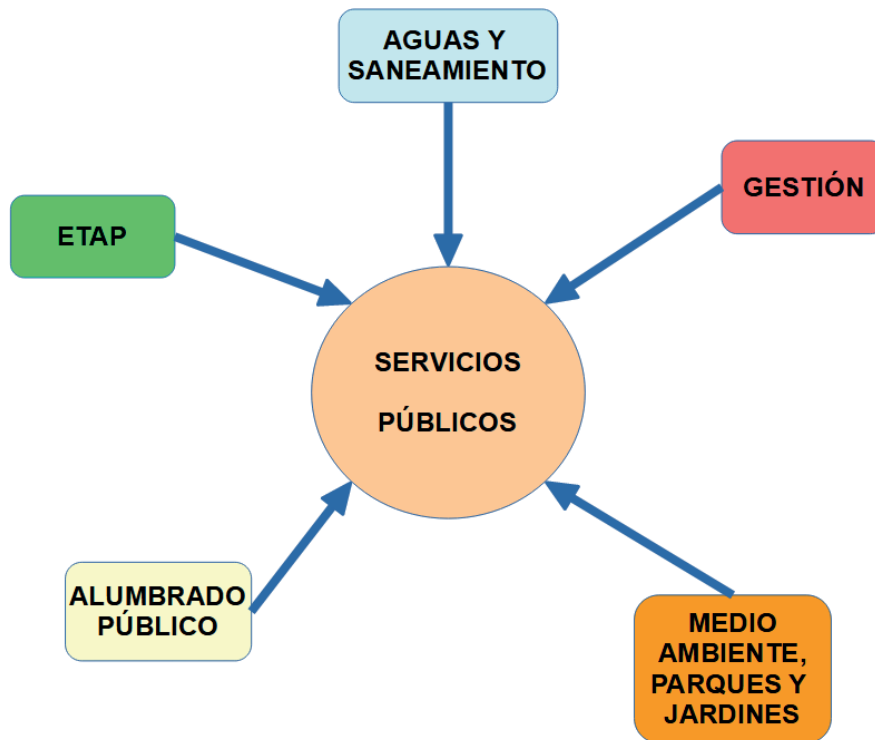 AGUAS Y
SANEAMIENTO
GESTIÓN
ETAP
SERVICIOS
PÚBLICOS
ALUMBRADO
PÚBLICO
MEDIO
AMBIENTE,
PARQUES Y
JARDINES